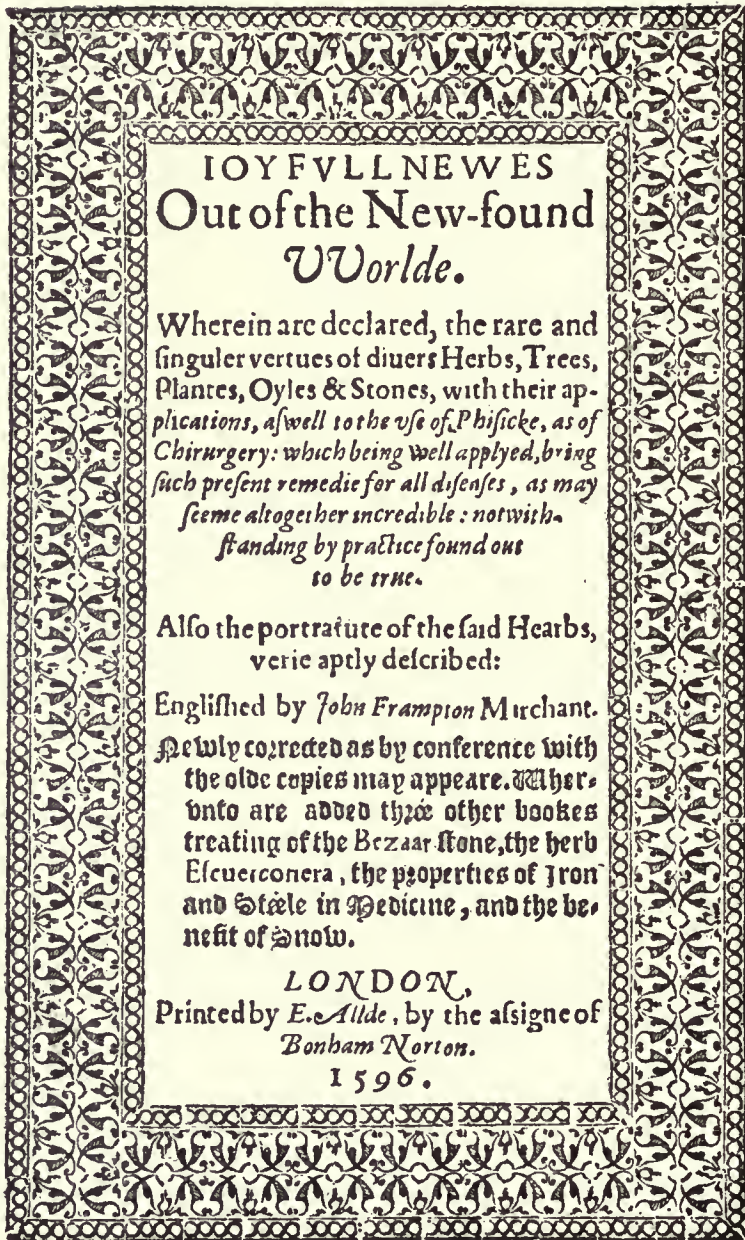 IOYFVLL NEWES
Out of the New-found
VVorlde.
Wherein are declared, the rare and
ſinguler vertues of diuers Herbs, Trees,
Plantes, Oyles & Stones, with their ap-
plications, aſwell to the vſe of Phiſicke, as of
Chirurgery: which being well applyed, bring
ſuch preſent remedie for all diſeaſes, as may
ſeeme altogether incredible: notwith-
ſtanding by practice found out
to be true.
Alſo the portrature of the ſaid Hearbs,
verie aptly deſcribed:
Engliſhed by John Frampton Marchant.
Newly corrected as by conference with
the olde copies may appeare. Wher-
vnto are added three other bookes
treating of the Bezaar ſtone, the herb
Eſcuerconera, the properties of Iron
and Steele in Medicine, and the be-
nefit of Snow.
LONDON,
Printed by E. Allde, by the aſsigne of
Bonham Norton.
1596.